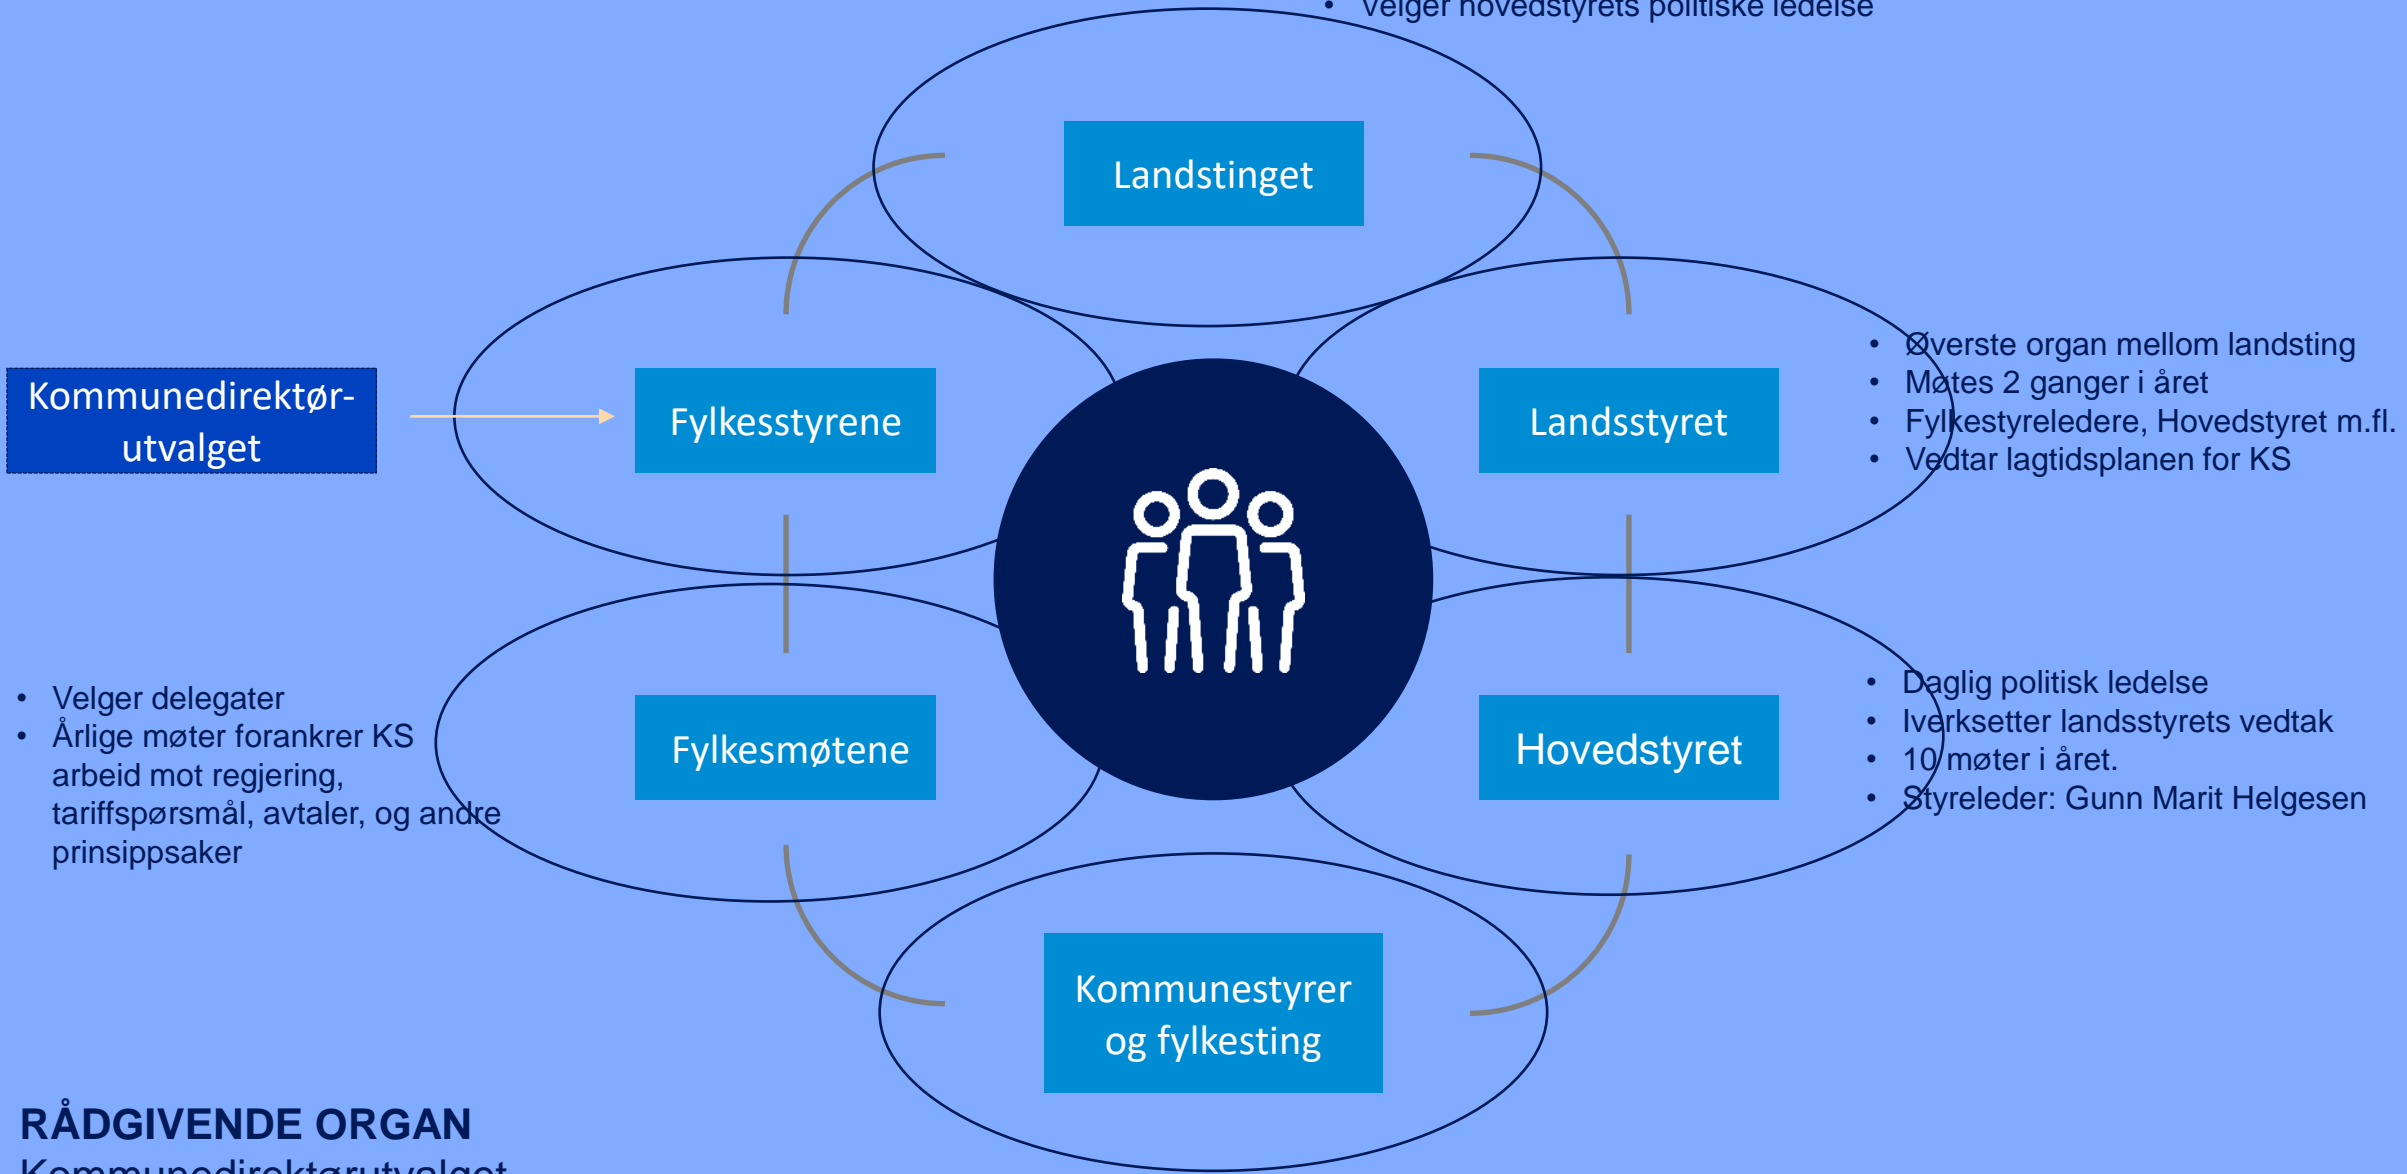 • Velger hovedstyrets politiske ledelse
Landstinget
Kommunedirektør-
utvalget
Fylkesstyrene
Landsstyret
• Øverste organ mellom landsting
• Møtes 2 ganger i året
• Fylkestyreledere, Hovedstyret m.fl.
• Vedtar lagtidsplanen for KS
• Velger delegater
• Årlige møter forankrer KS
arbeid mot regjering,
tariffspørsmål, avtaler, og andre
prinsippsaker
Fylkesmøtene
Hovedstyret
• Daglig politisk ledelse
• Iverksetter landsstyrets vedtak
• 10 møter i året.
• Styreleder: Gunn Marit Helgesen
Kommunestyrer
og fylkesting
RÅDGIVENDE ORGAN
Kommunedirektørutvalget